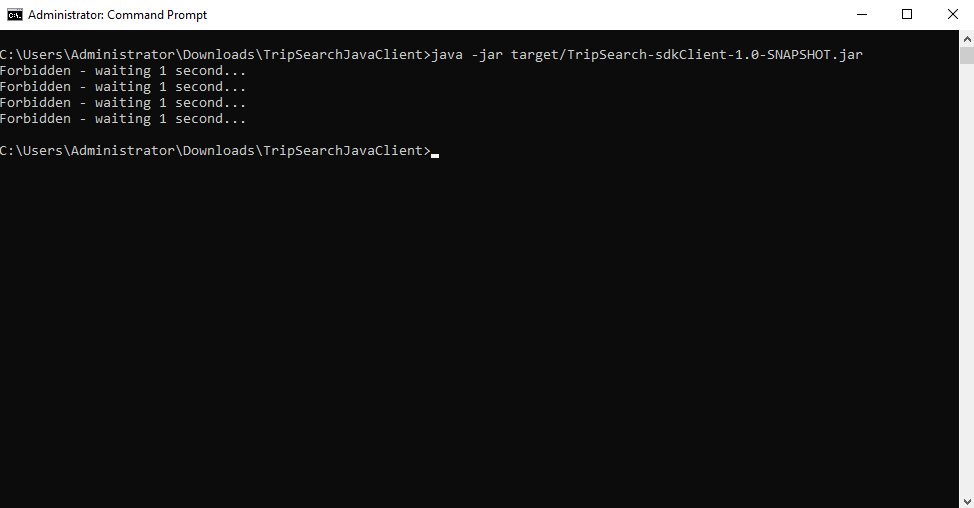 Administrator: Command Prompt
C:\Users\Administrator\Downloads\TripSearchJavaClient>java -jar target/TripSearch-sdkClient-1.0-SNAPSHOT.jar
Forbidden - waiting 1 second...
Forbidden - waiting 1 second...
Forbidden - waiting 1 second...
Forbidden - waiting 1 second...
C:\Users\Administrator\Downloads\TripSearchJavaClient>